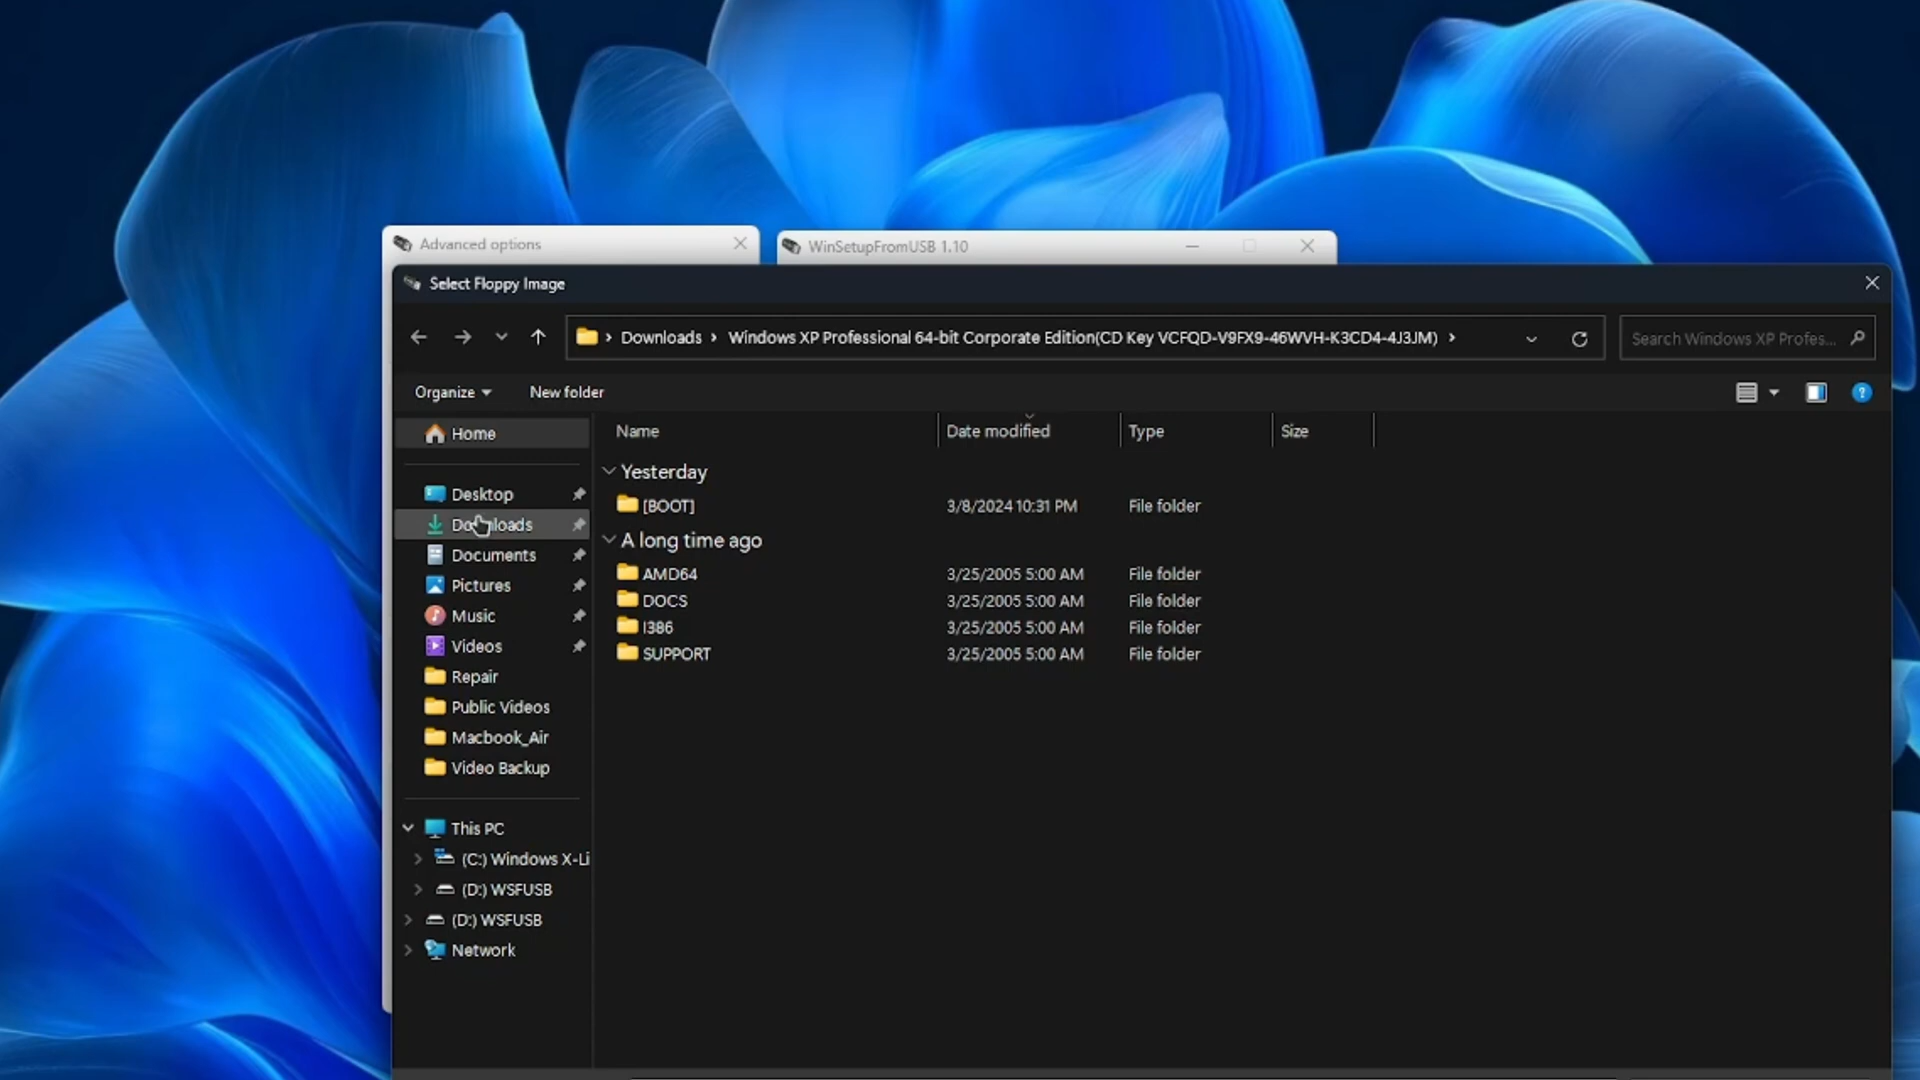 Advanced options
WinSetupFromUSB 1.10
Select Floppy Image
Downloads
Windows XP Professional 64-bit Corporate Edition(CD Key VCFQD-V9FX9-46WVH-K3CD4-4J3JM)
Search Windows XP Profes...
Organize
New folder
Home
Name
Date modified
Type
Size
Yesterday
[BOOT] 3/8/2024 10:31 PM File folder
A long time ago
AMD64 3/25/2005 5:00 AM File folder
DOCS 3/25/2005 5:00 AM File folder
I386 3/25/2005 5:00 AM File folder
SUPPORT 3/25/2005 5:00 AM File folder
Desktop
Downloads
Documents
Pictures
Music
Videos
Repair
Public Videos
Macbook_Air
Video Backup
This PC
(C:) Windows X-Li
(D:) WSFUSB
(D:) WSFUSB
Network